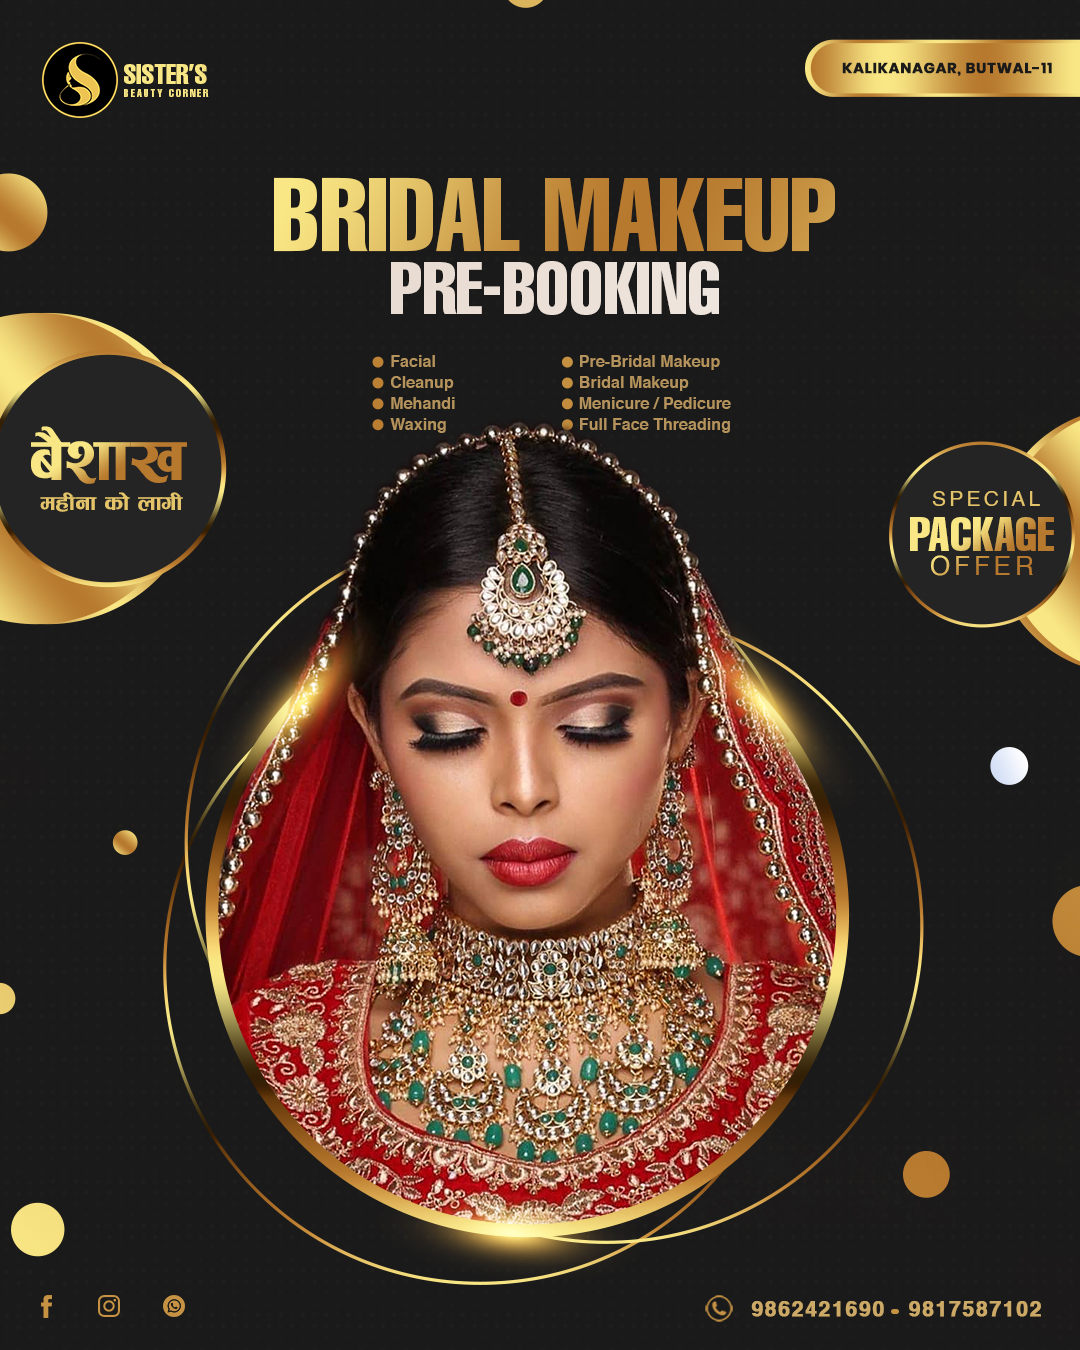 SISTER'S
BEAUTY CORNER
KALIKANAGAR, BUTWAL-11
BRIDAL MAKEUP
PRE-BOOKING
Facial
Cleanup
Mehandi
Waxing
Pre-Bridal Makeup
Bridal Makeup
Menicure / Pedicure
Full Face Threading
बैशाख
महीना को लागी
SPECIAL
PACKAGE
OFFER
9862421690 - 9817587102